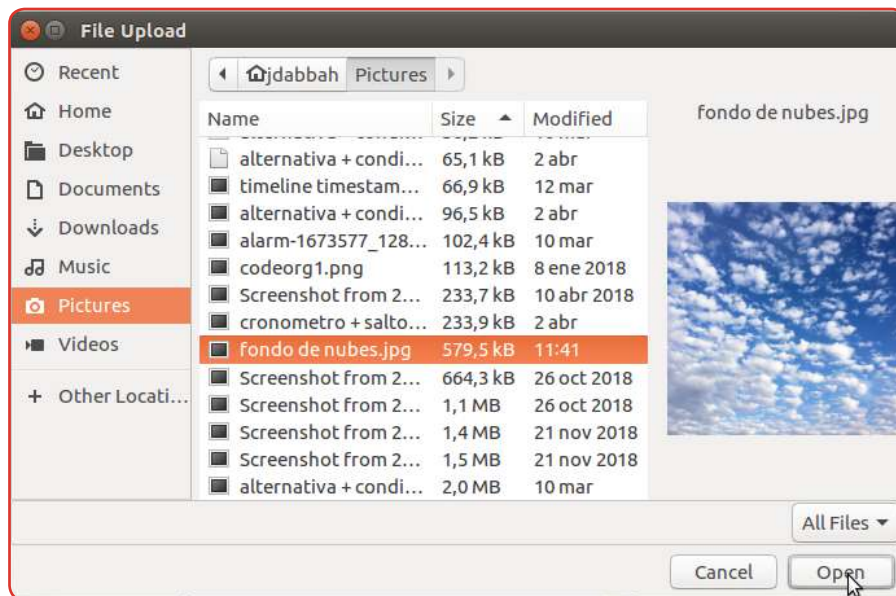 File Upload
Recent
Home
Desktop
Documents
Downloads
Music
Pictures
Videos
+ Other Locati...
jdabbah Pictures
Name Size Modified
alternativa + condi... 65,1 kB 2 abr
timeline timestam... 66,9 kB 12 mar
alternativa + condi... 96,5 kB 2 abr
alarm-1673577_128... 102,4 kB 10 mar
codeorg1.png 113,2 kB 8 ene 2018
Screenshot from 2... 233,7 kB 10 abr 2018
cronometro + salto... 233,9 kB 2 abr
fondo de nubes.jpg 579,5 kB 11:41
Screenshot from 2... 664,3 kB 26 oct 2018
Screenshot from 2... 1,1 MB 26 oct 2018
Screenshot from 2... 1,4 MB 21 nov 2018
Screenshot from 2... 1,5 MB 21 nov 2018
alternativa + condi... 2,0 MB 10 mar
fondo de nubes.jpg
All Files
Cancel Open